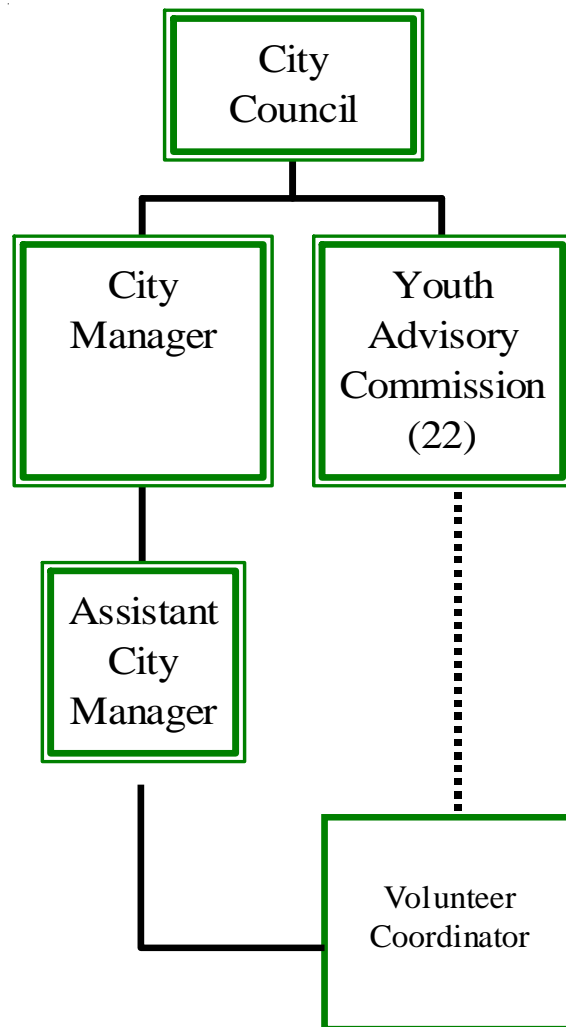 City
Council
City
Manager
Youth
Advisory
Commission
(22)
Assistant
City
Manager
Volunteer
Coordinator